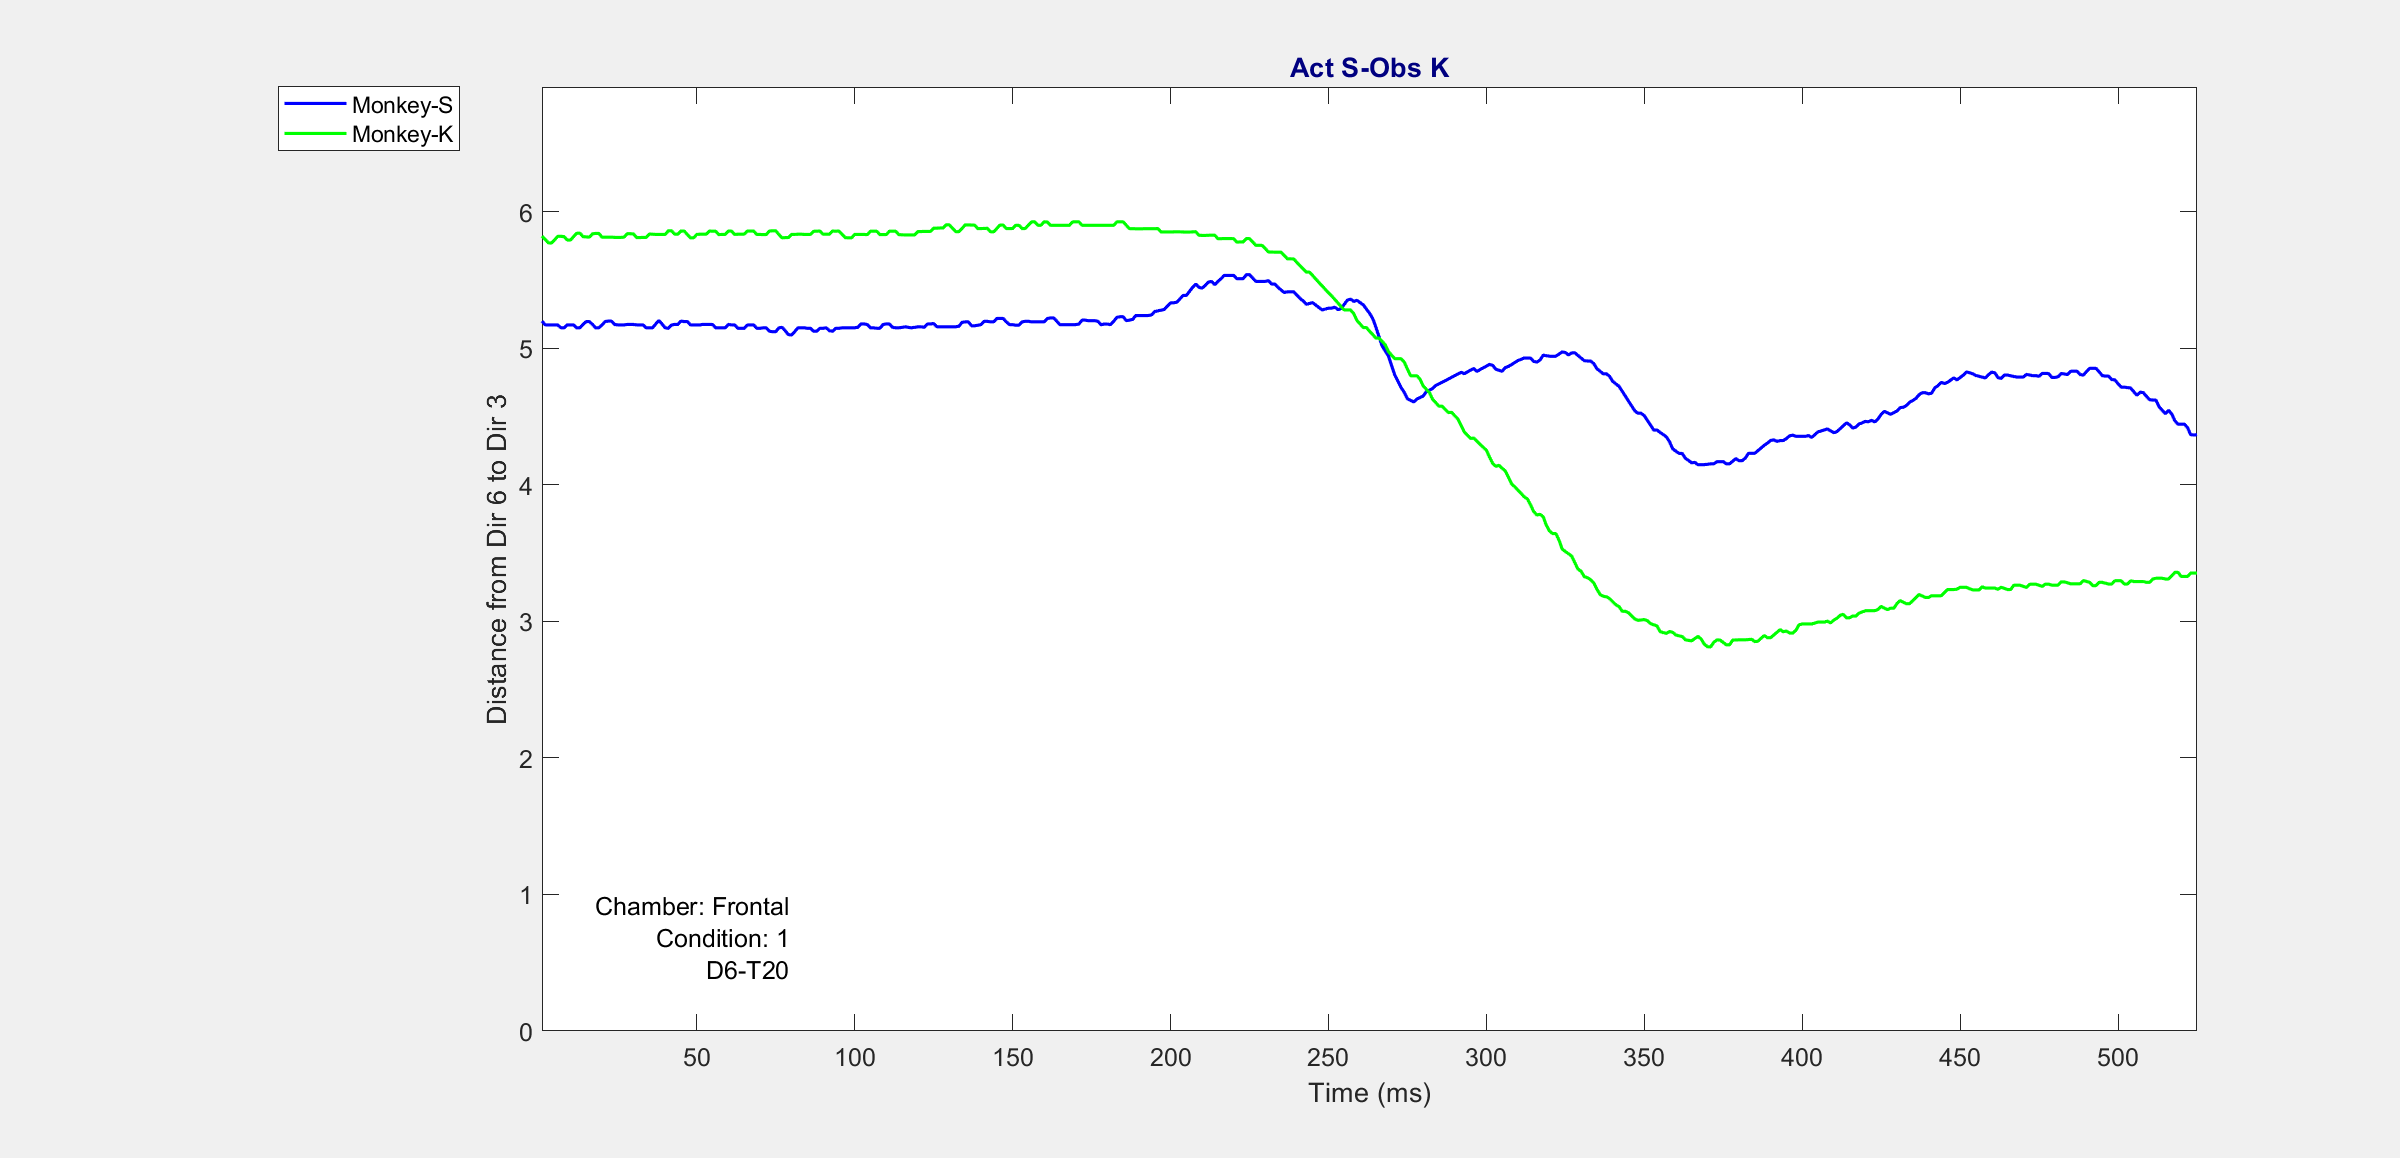 Act S-Obs K
Monkey-S
Monkey-K
Distance from Dir 6 to Dir 3
6
5
4
3
2
1
0
Chamber: Frontal
Condition: 1
D6-T20
50 100 150 200 250 300 350 400 450 500
Time (ms)